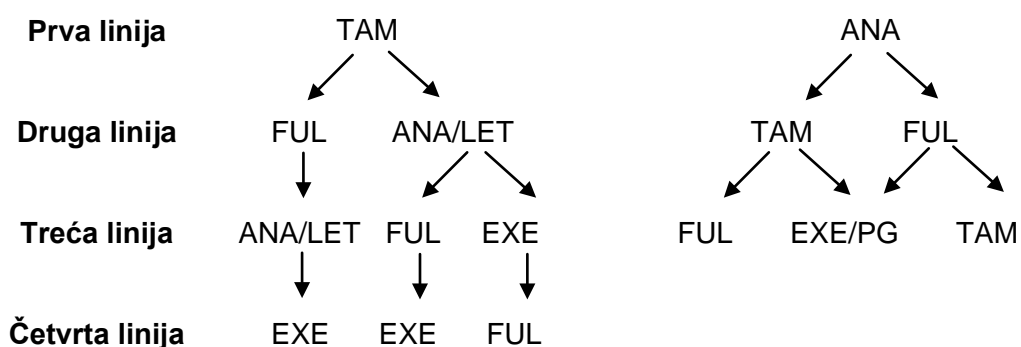 Prva linija TAM ANA
Druga linija FUL ANA/LET TAM FUL
Treća linija ANA/LET FUL EXE FUL EXE/PG TAM
Četvrta linija EXE EXE FUL